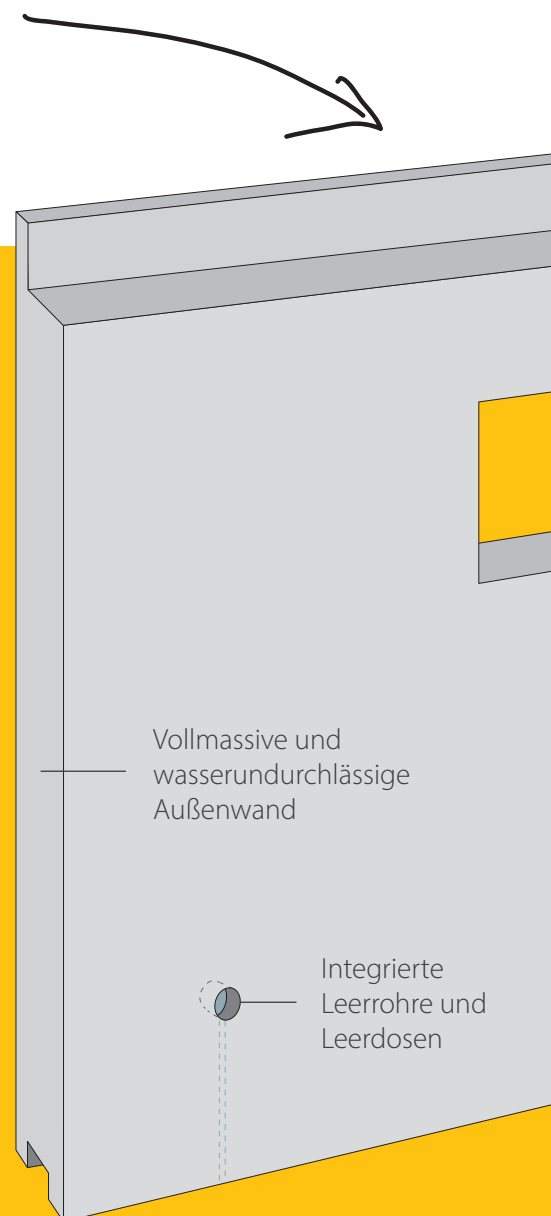 Vollmassive und
wasserundurchlässige
Außenwand
Integrierte
Leerrohre und
Leerdosen